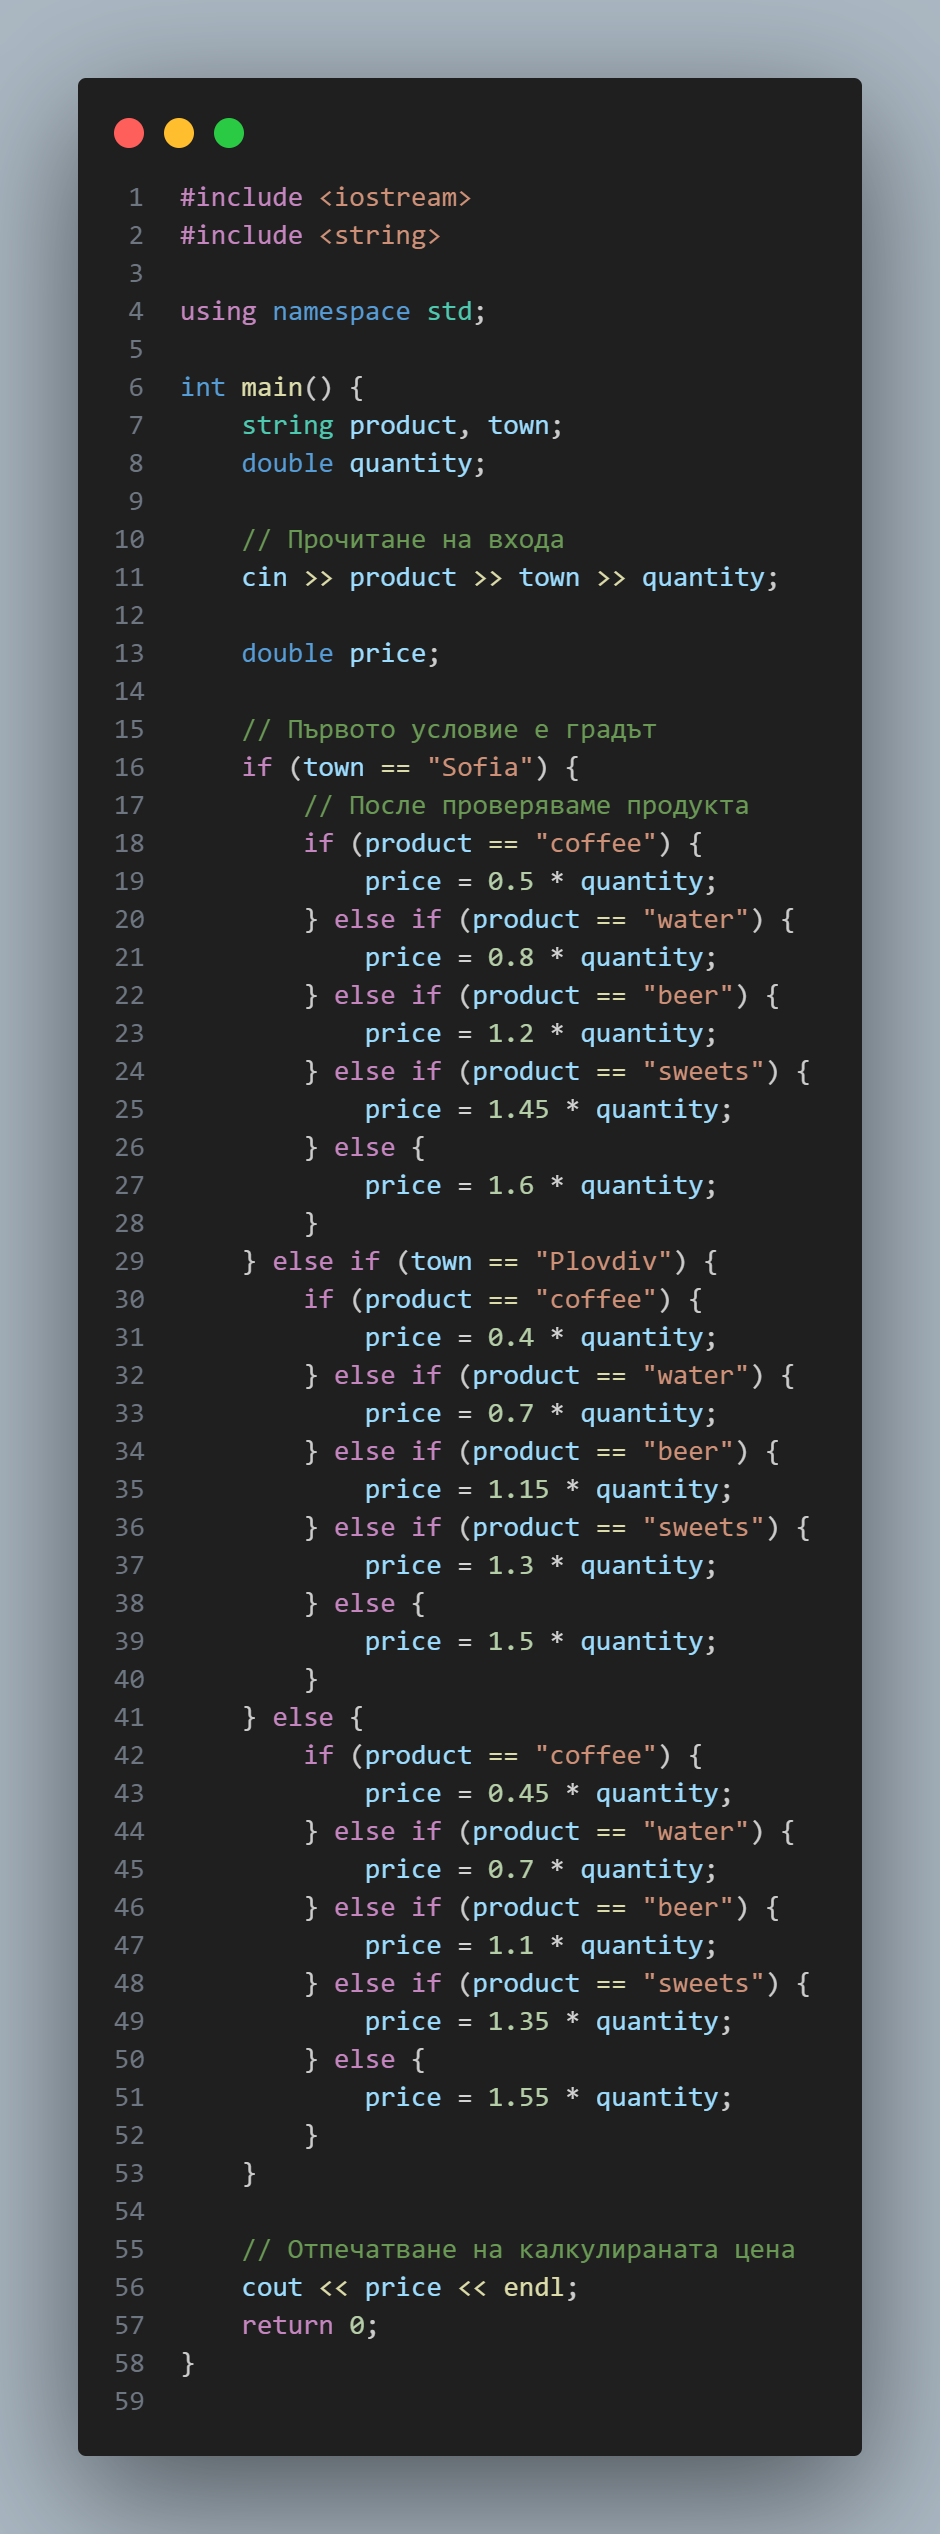 1 #include <iostream>
2 #include <string>
3
4 using namespace std;
5
6 int main() {
7     string product, town;
8     double quantity;
9
10     // Прочитане на входа
11     cin >> product >> town >> quantity;
12
13     double price;
14
15     // Първото условие е градът
16     if (town == "Sofia") {
17         // После проверяваме продукта
18         if (product == "coffee") {
19             price = 0.5 * quantity;
20         } else if (product == "water") {
21             price = 0.8 * quantity;
22         } else if (product == "beer") {
23             price = 1.2 * quantity;
24         } else if (product == "sweets") {
25             price = 1.45 * quantity;
26         } else {
27             price = 1.6 * quantity;
28         }
29     } else if (town == "Plovdiv") {
30         if (product == "coffee") {
31             price = 0.4 * quantity;
32         } else if (product == "water") {
33             price = 0.7 * quantity;
34         } else if (product == "beer") {
35             price = 1.15 * quantity;
36         } else if (product == "sweets") {
37             price = 1.3 * quantity;
38         } else {
39             price = 1.5 * quantity;
40         }
41     } else {
42         if (product == "coffee") {
43             price = 0.45 * quantity;
44         } else if (product == "water") {
45             price = 0.7 * quantity;
46         } else if (product == "beer") {
47             price = 1.1 * quantity;
48         } else if (product == "sweets") {
49             price = 1.35 * quantity;
50         } else {
51             price = 1.55 * quantity;
52         }
53     }
54
55     // Отпечатване на калкулираната цена
56     cout << price << endl;
57     return 0;
58 }
59